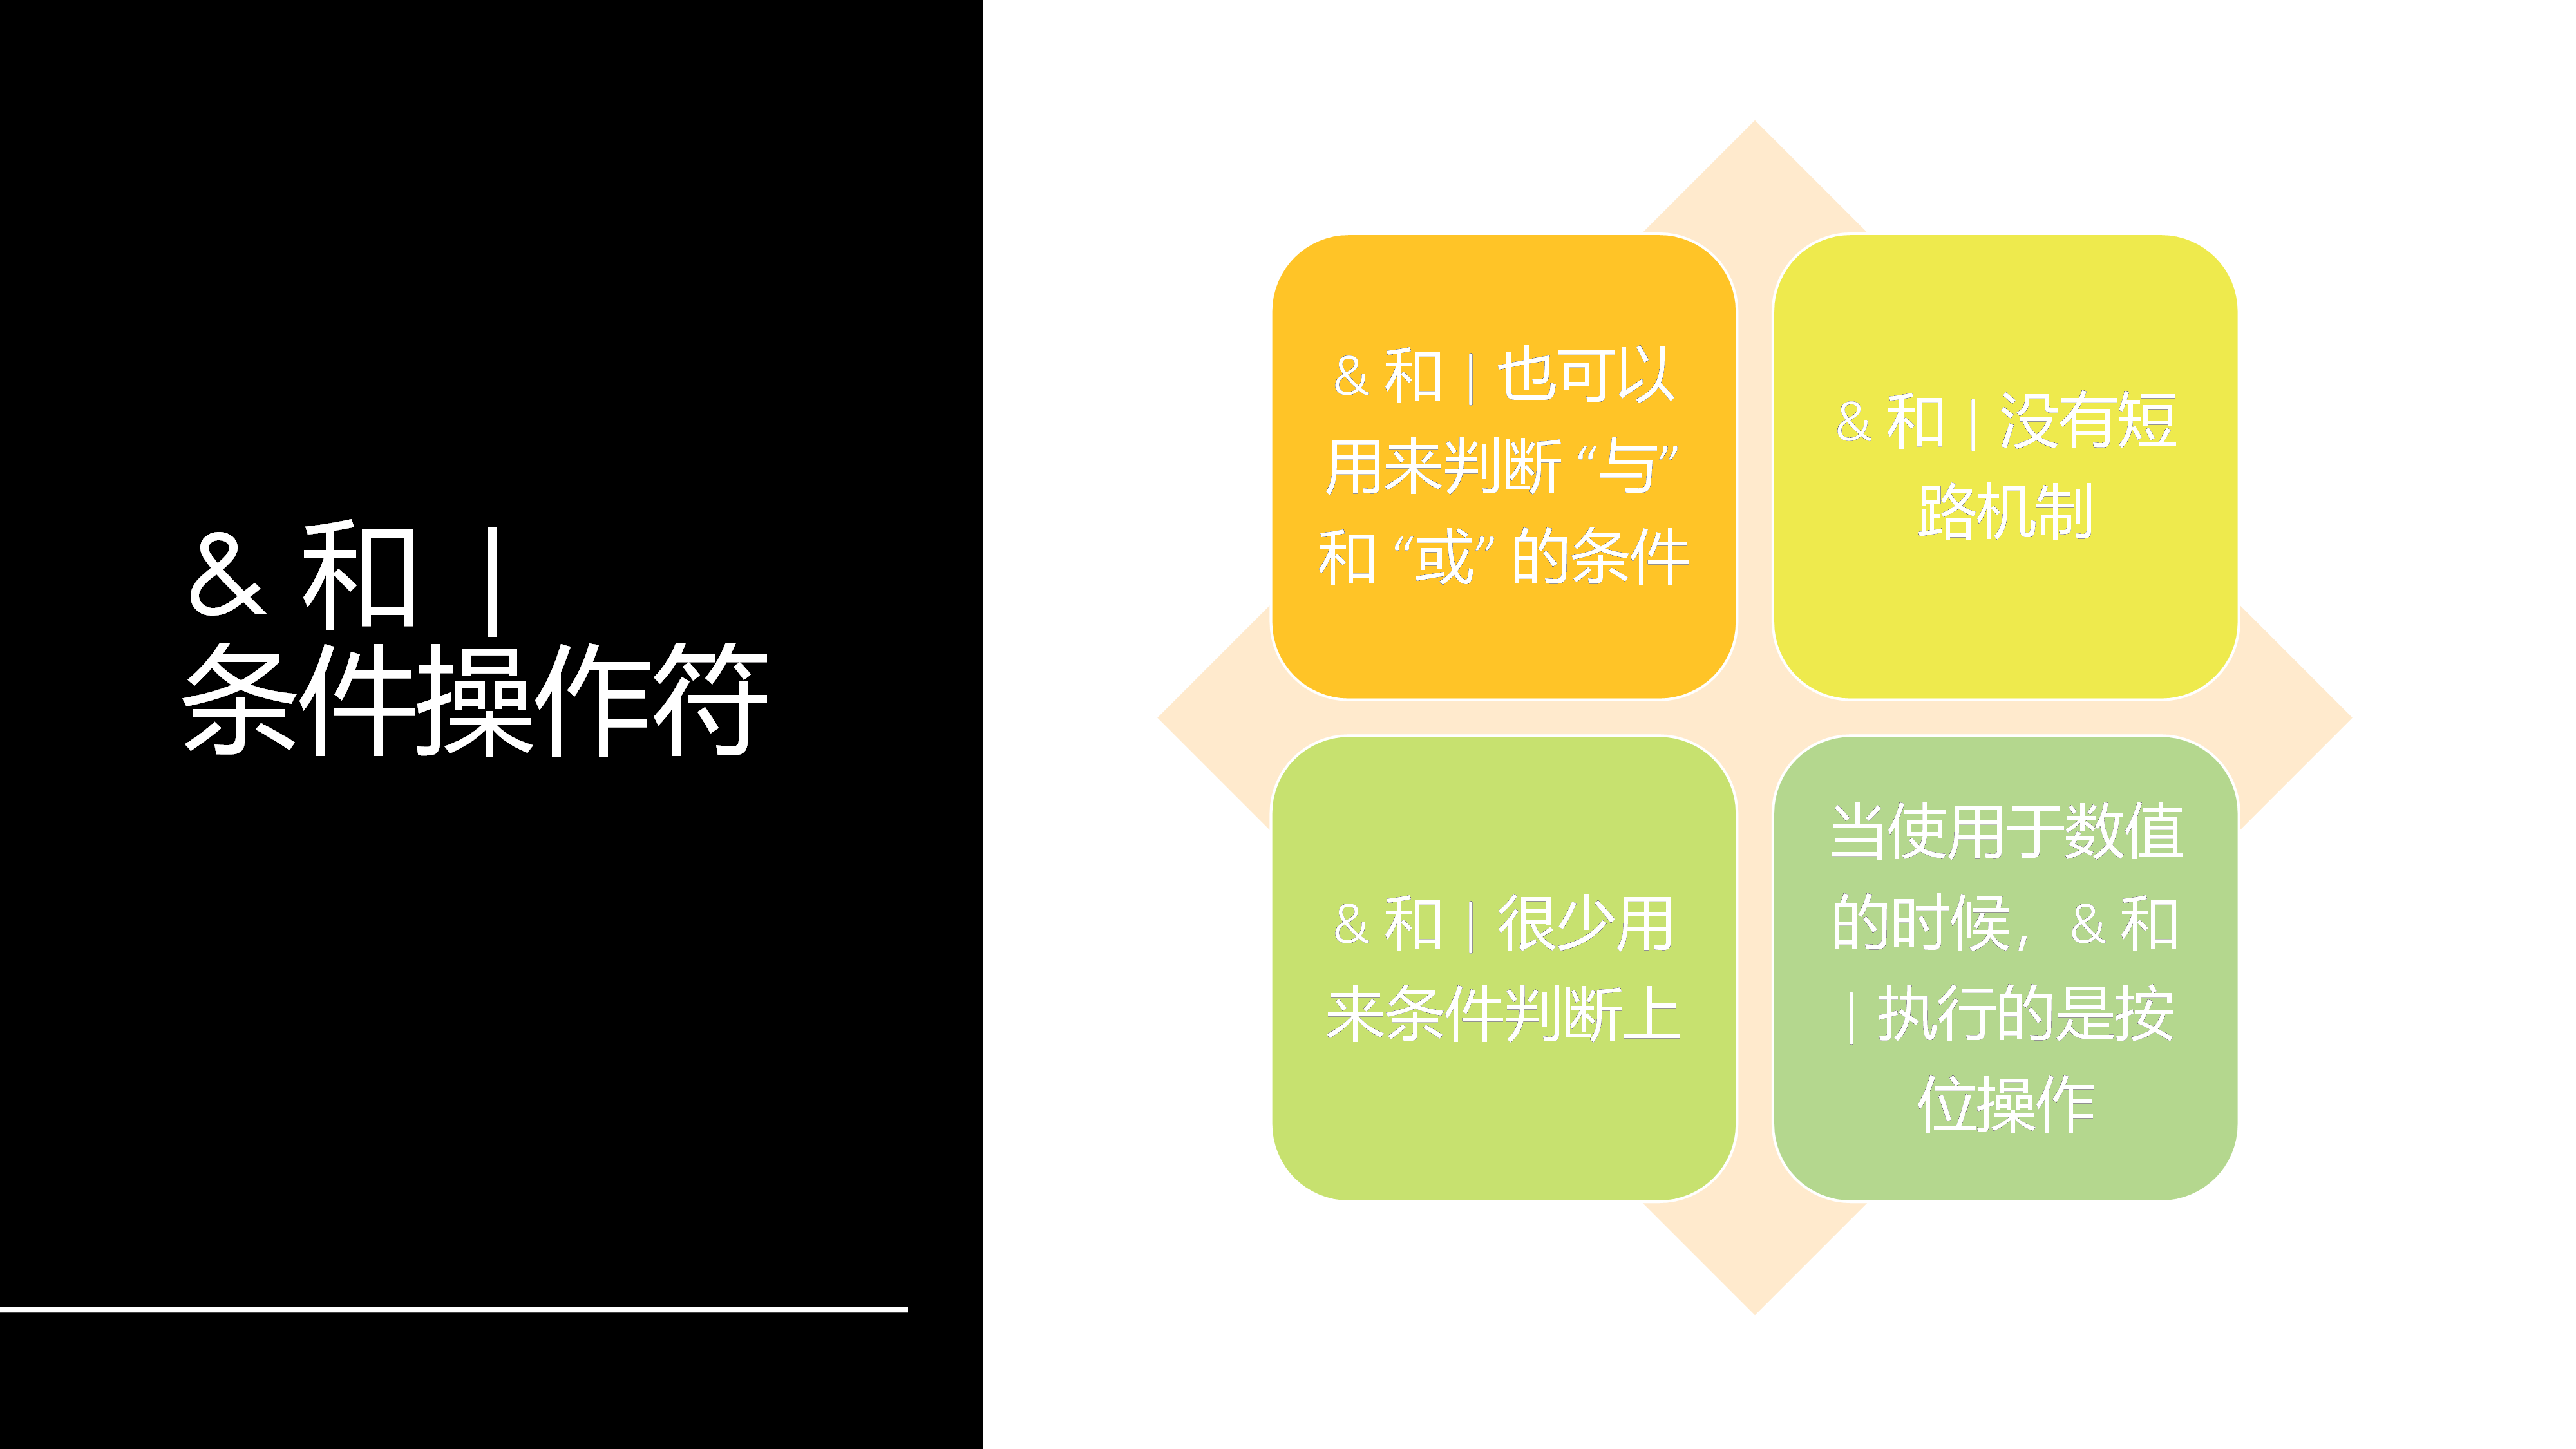 & 和 |
条件操作符
& 和 | 也可以
用来判断 “与”
和 “或” 的条件
& 和 | 没有短
路机制
& 和 | 很少用
来条件判断上
当使用于数值
的时候，& 和
| 执行的是按
位操作